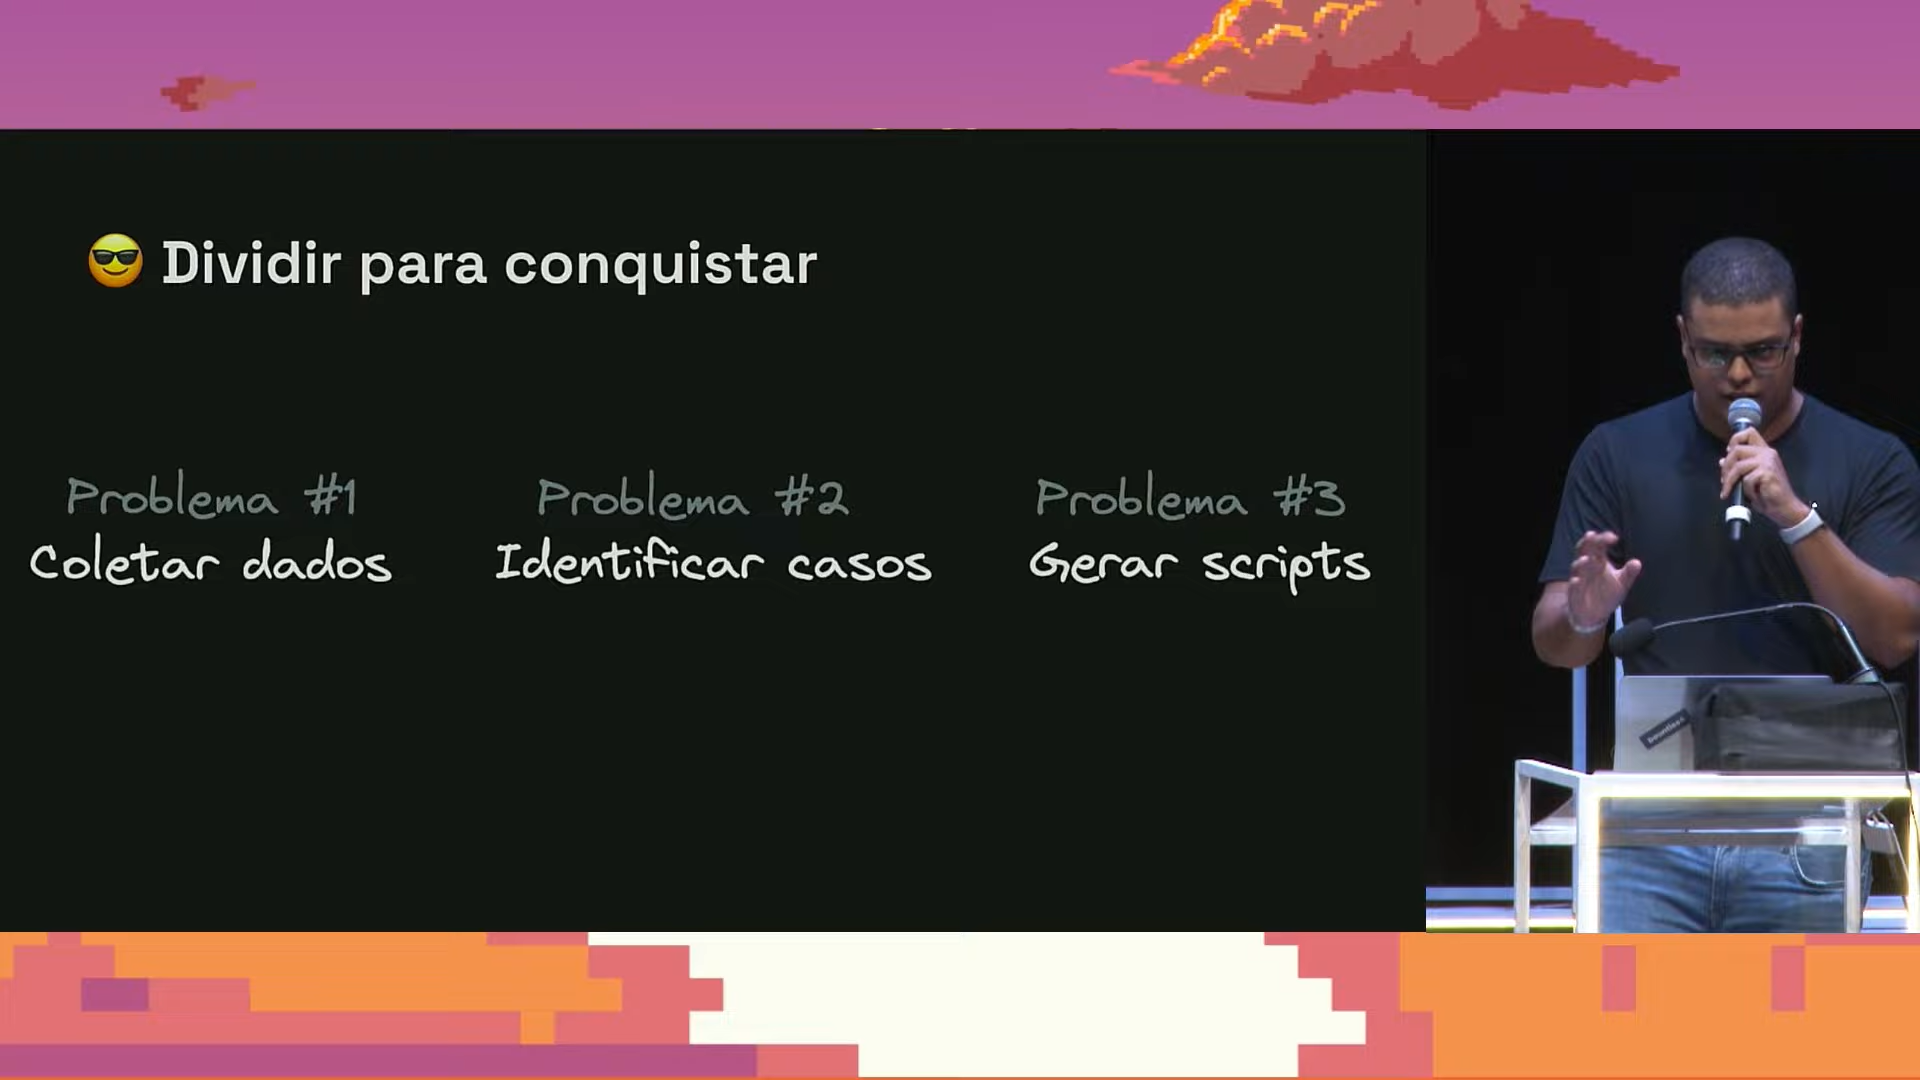 😎 Dividir para conquistar
Problema #1
Coletar dados
Problema #2
Identificar casos
Problema #3
Gerar scripts